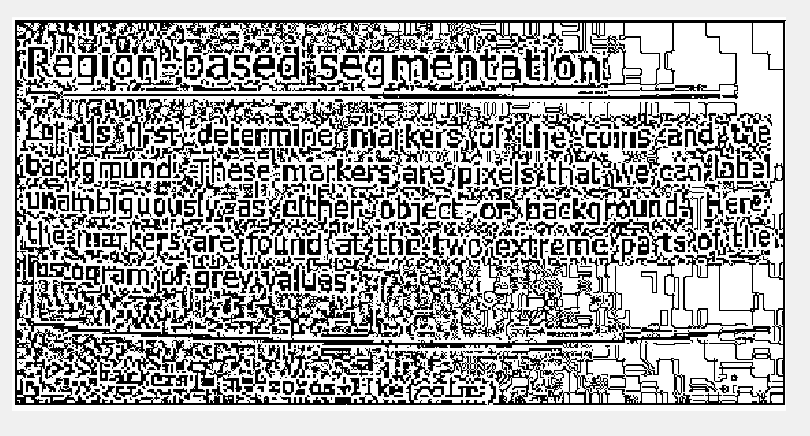 Region-based segmentation
Let us first determine markers of the coins and the
background. These markers are pixels that we can label
unambiguously as either object or background. Here,
the markers are found at the two extreme parts of the
histogram of grey values: